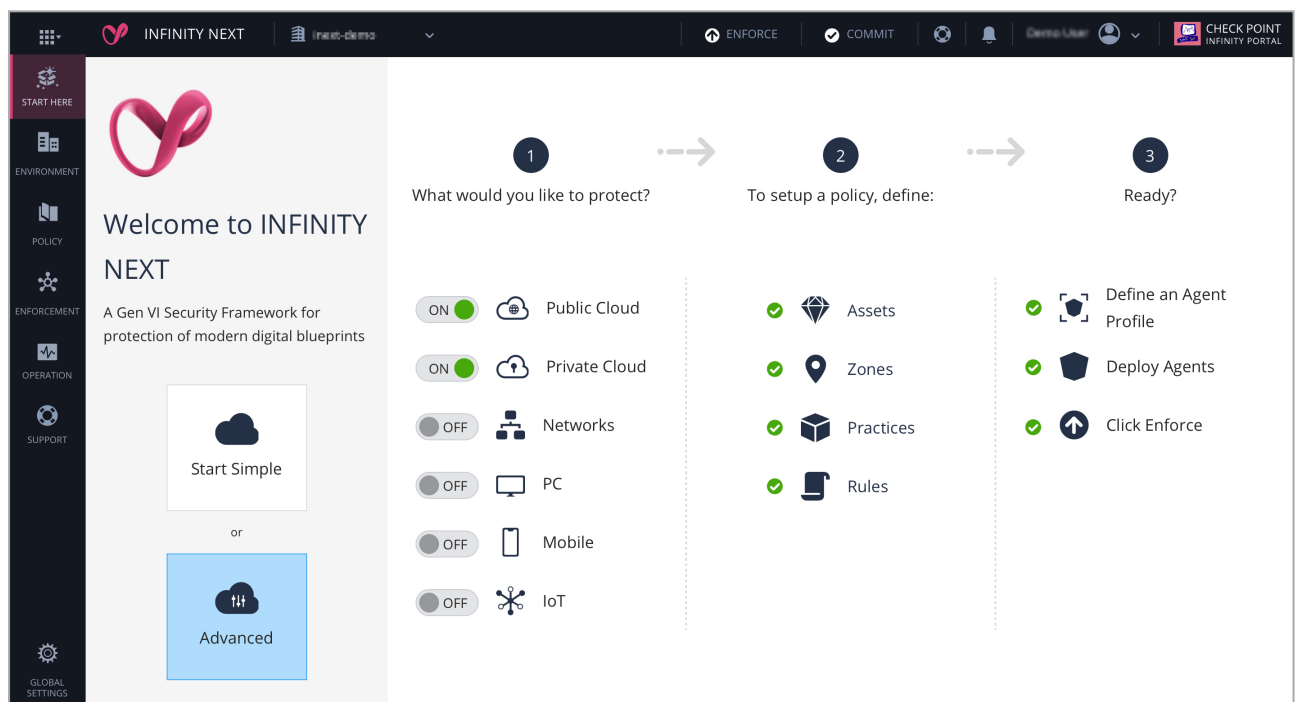 INFINITY NEXT
ENFORCE
COMMIT
CHECK POINT
INFINITY PORTAL
START HERE
ENVIRONMENT
POLICY
ENFORCEMENT
OPERATION
SUPPORT
GLOBAL
SETTINGS
Welcome to INFINITY
NEXT
A Gen VI Security Framework for
protection of modern digital blueprints
Start Simple
or
Advanced
1
What would you like to protect?
ON Public Cloud
ON Private Cloud
OFF Networks
OFF PC
OFF Mobile
OFF IoT
2
To setup a policy, define:
Assets
Zones
Practices
Rules
3
Ready?
Define an Agent
Profile
Deploy Agents
Click Enforce